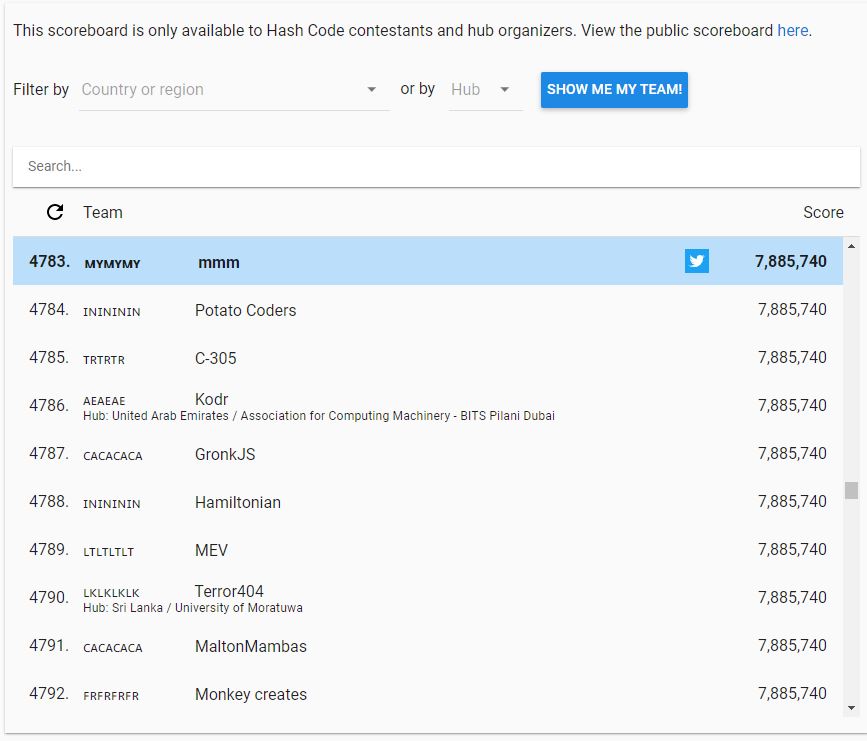 This scoreboard is only available to Hash Code contestants and hub organizers. View the public scoreboard here.
Filter by Country or region or by Hub SHOW ME MY TEAM!
Search...
Team Score
4783. MYMYMY mmm 7,885,740
4784. INININ Potato Coders 7,885,740
4785. TRTRTR C-305 7,885,740
4786. AEAEAE Kodr 7,885,740
Hub: United Arab Emirates / Association for Computing Machinery - BITS Pilani Dubai
4787. CACACACA GronkJS 7,885,740
4788. INININ Hamiltonian 7,885,740
4789. LTLTLTLT MEV 7,885,740
4790. LKLKLKLK Terror404 7,885,740
Hub: Sri Lanka / University of Moratuwa
4791. CACACACA MaltonMambas 7,885,740
4792. FRFRFRFR Monkey creates 7,885,740